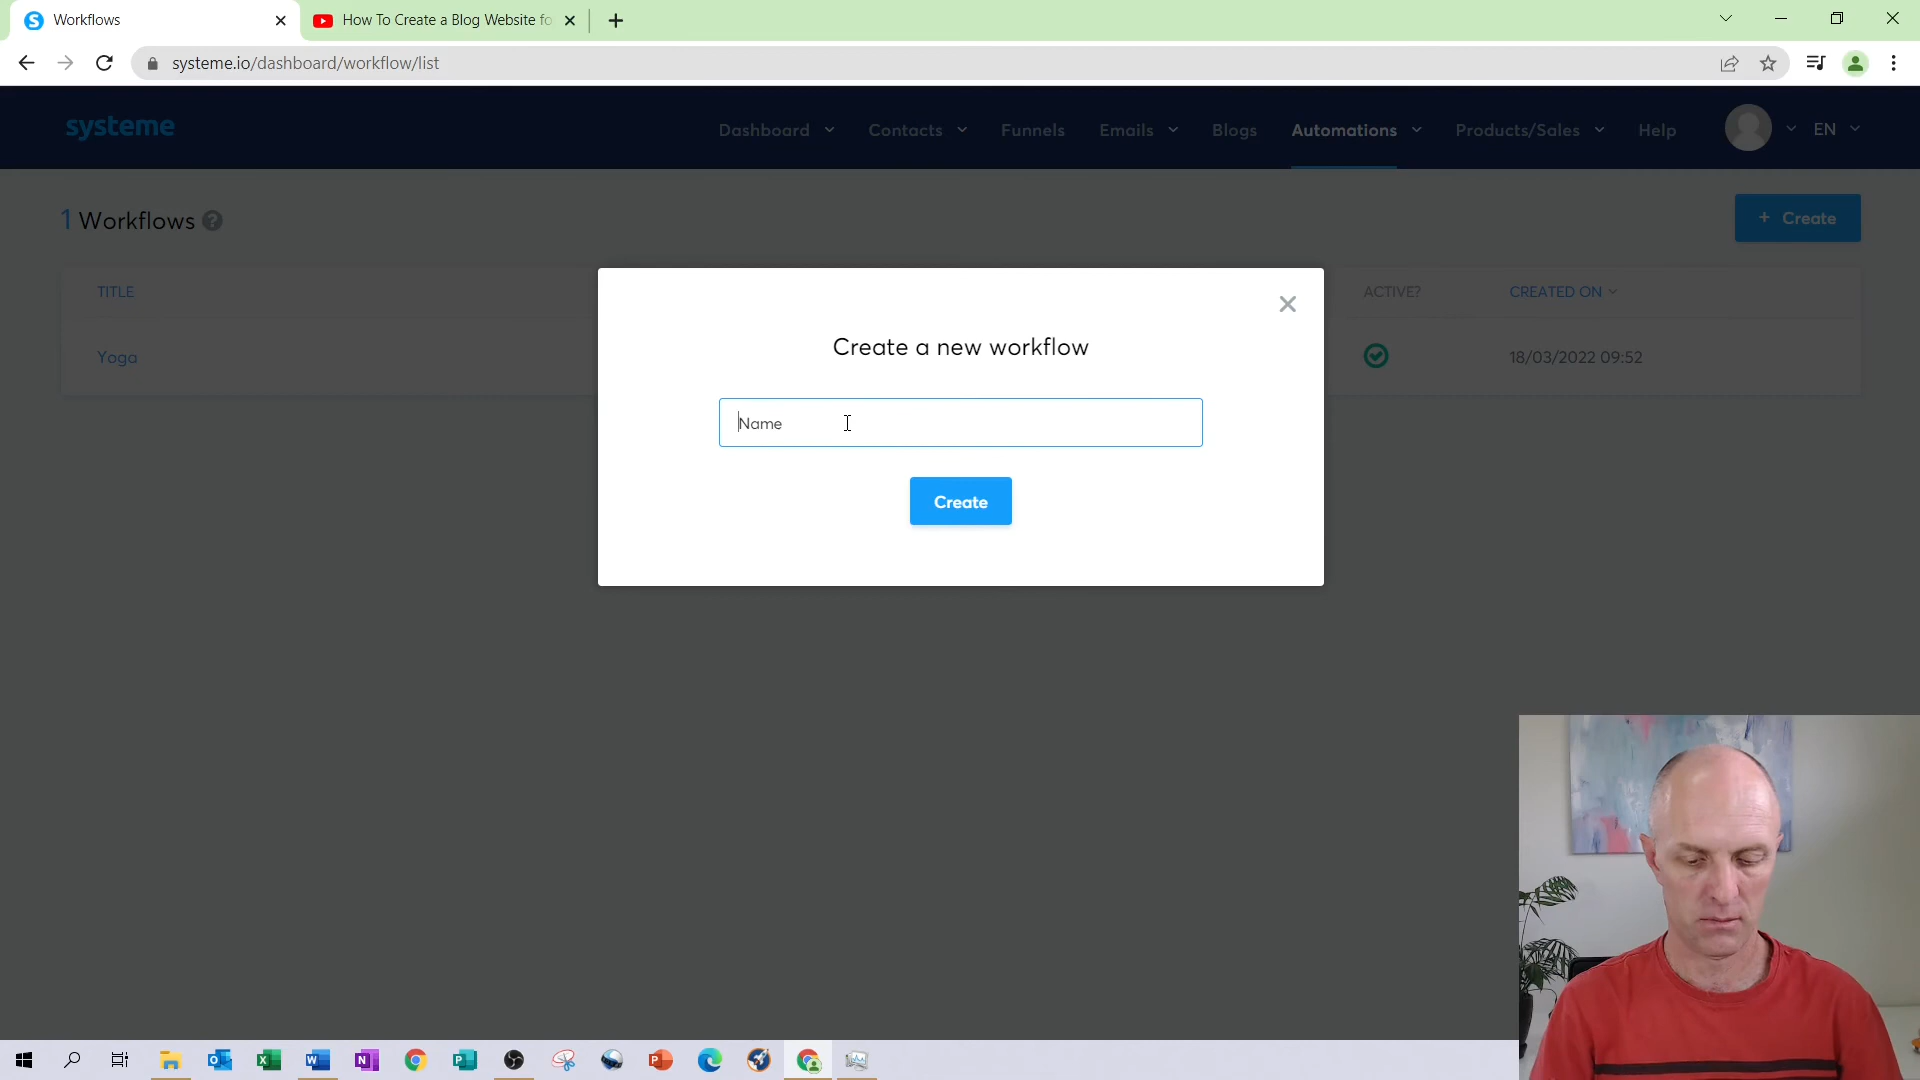 Workflows
How To Create a Blog Website fo
systeme.io/dashboard/workflow/list
systeme
Dashboard
Contacts
Funnels
Emails
Blogs
Automations
Products/Sales
Help
EN
1 Workflows ?
+ Create
TITLE
ACTIVE?
CREATED ON
Yoga
18/03/2022 09:52
Create a new workflow
Name
Create